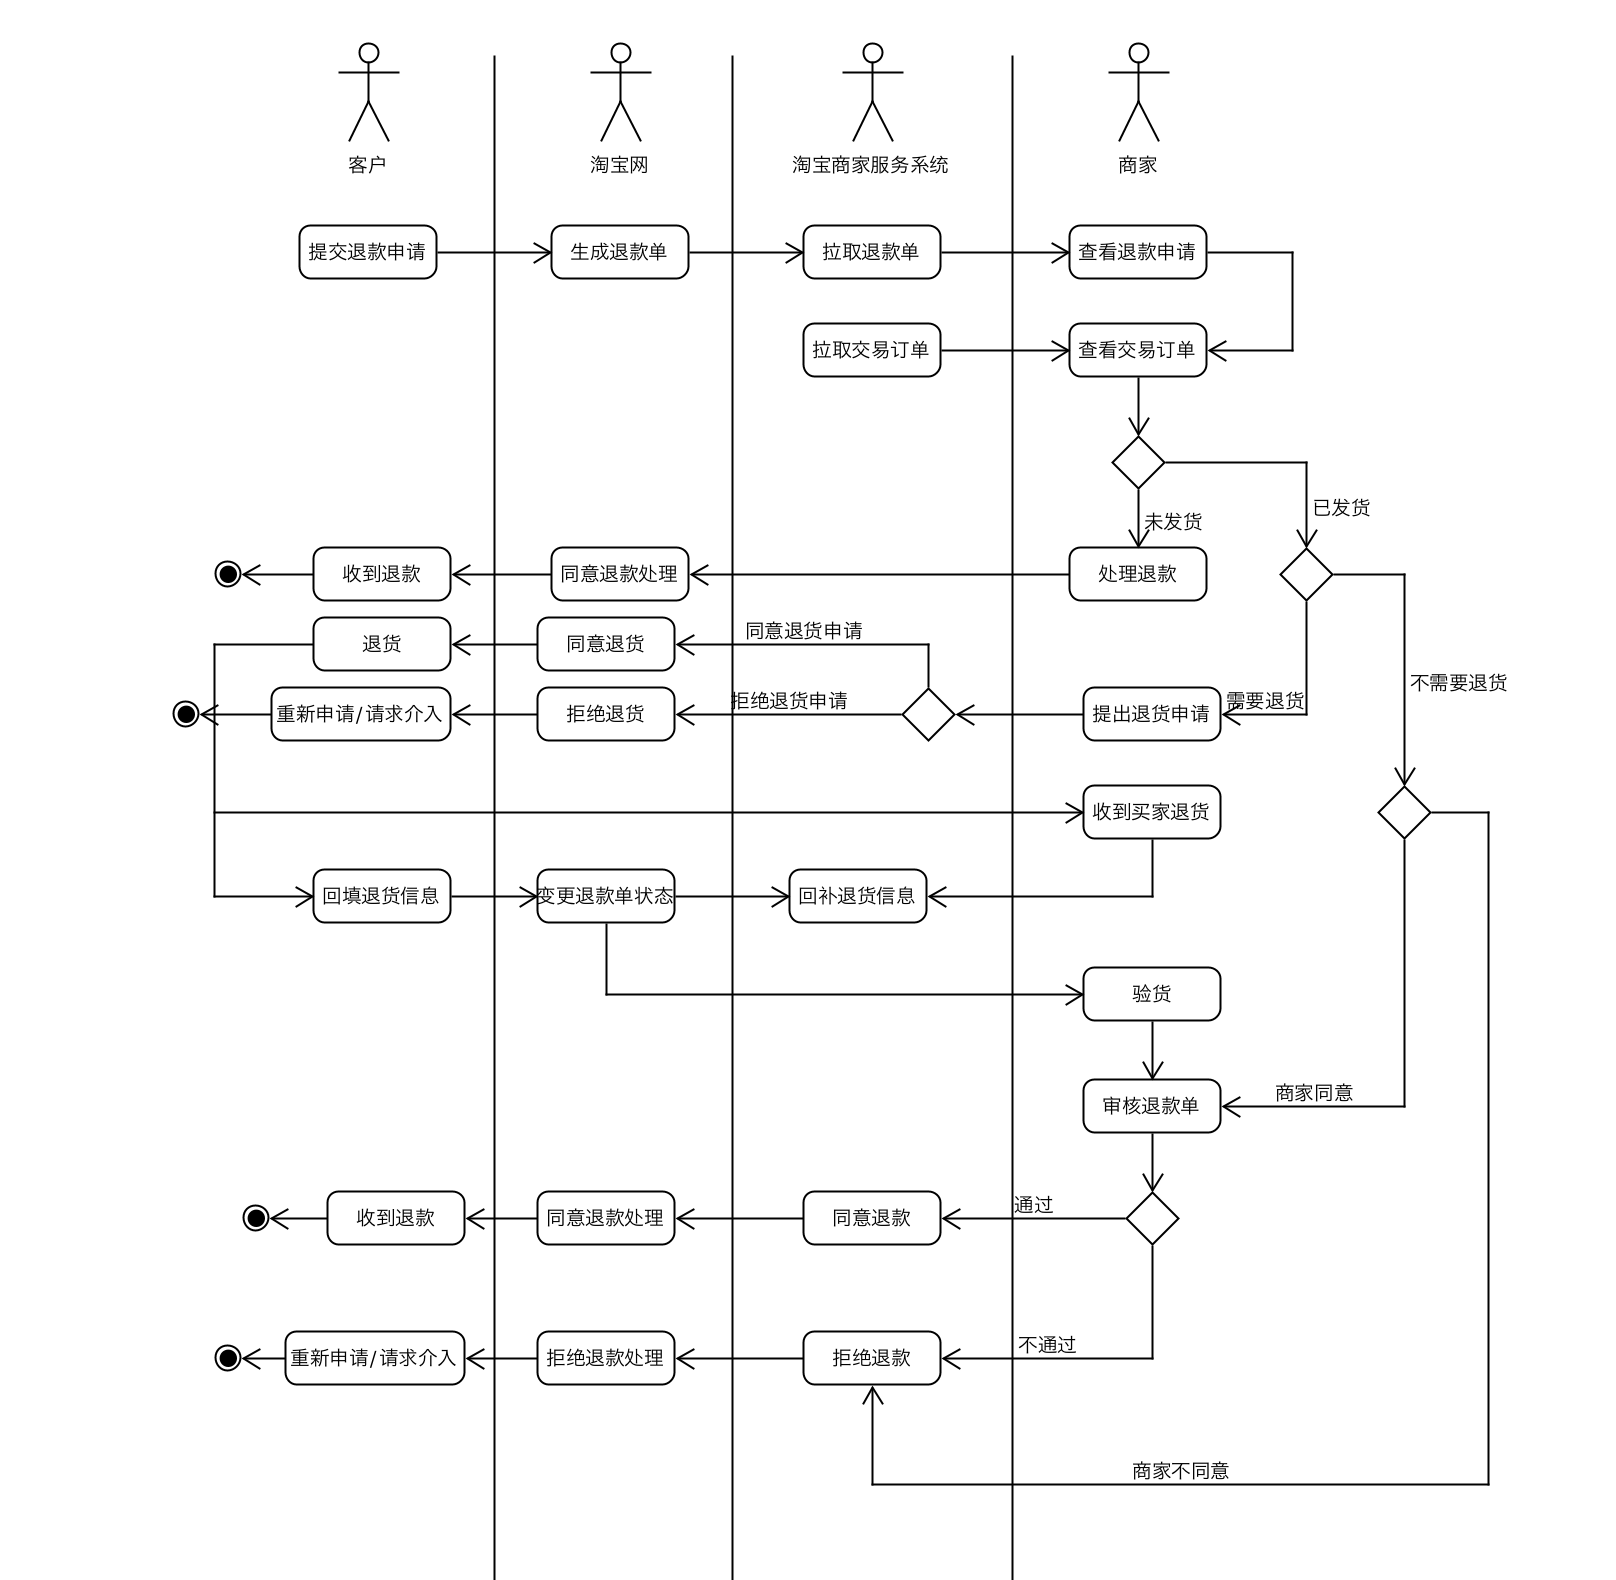 客户
淘宝网
淘宝商家服务系统
商家
提交退款申请
生成退款单
拉取退款单
查看退款申请
拉取交易订单
查看交易订单
已发货
未发货
收到退款
同意退款处理
处理退款
同意退货申请
退货
同意退货
不需要退货
拒绝退货申请
需要退货
重新申请/请求介入
拒绝退货
提出退货申请
收到买家退货
回填退货信息
变更退款单状态
回补退货信息
验货
商家同意
审核退款单
通过
收到退款
同意退款处理
同意退款
不通过
重新申请/请求介入
拒绝退款处理
拒绝退款
商家不同意